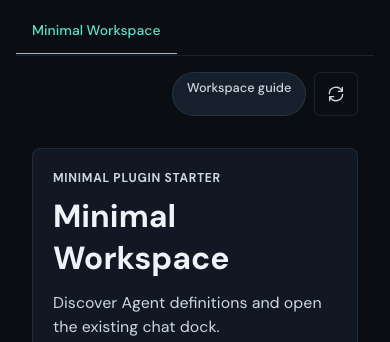 Minimal Workspace
Workspace guide
MINIMAL PLUGIN STARTER
Minimal
Workspace
Discover Agent definitions and open
the existing chat dock.